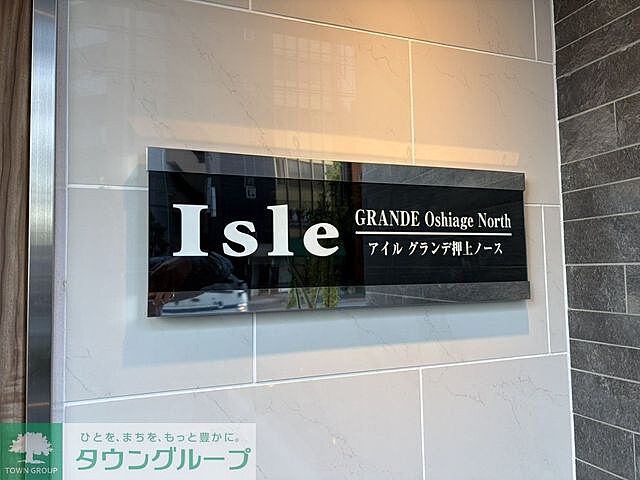 Isle
GRANDE Oshiage North
アイル グランデ押上ノース
ひとを、まちを、もっと豊かに。
タウングループ
TOWN GROUP